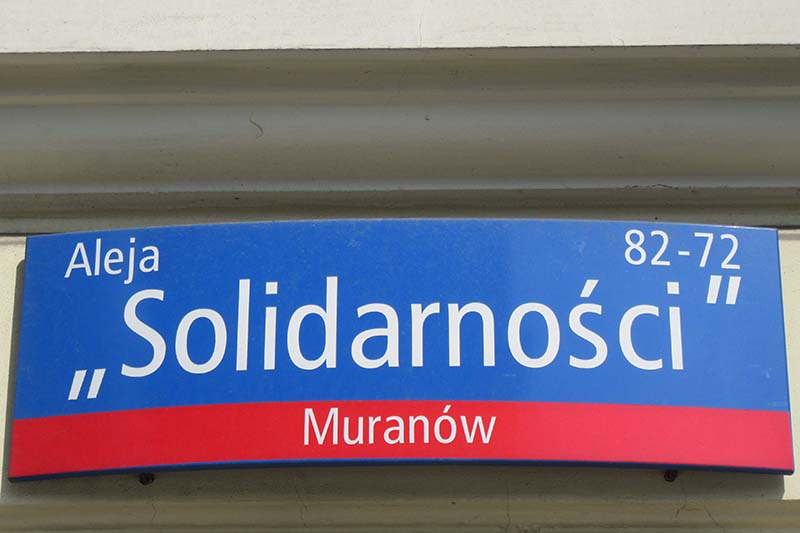 Aleja 82-72
„Solidarności”
Muranów